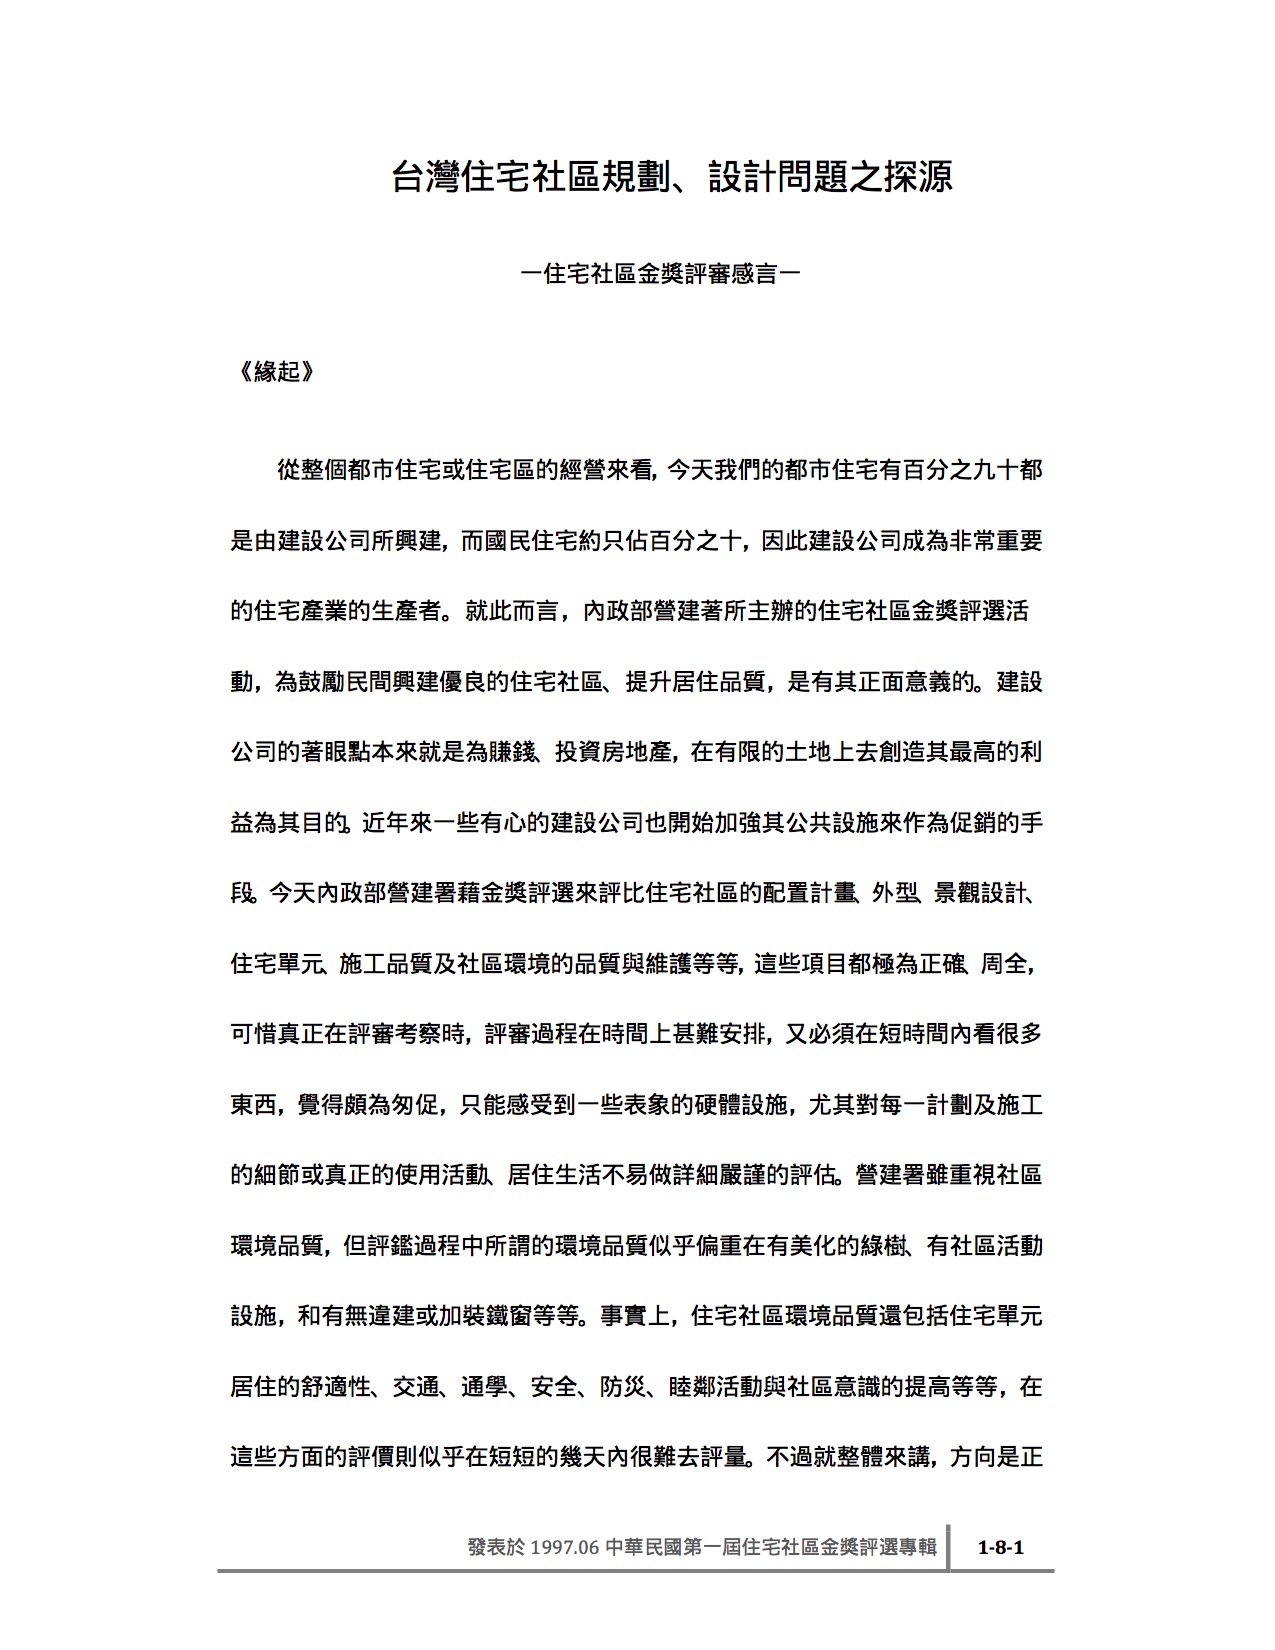 台灣住宅社區規劃、設計問題之探源
—住宅社區金獎評審感言—
《緣起》
從整個都市住宅或住宅區的經營來看，今天我們的都市住宅有百分之九十都
是由建設公司所興建，而國民住宅約只佔百分之十，因此建設公司成為非常重要
的住宅產業的生產者。就此而言，內政部營建著所主辦的住宅社區金獎評選活
動，為鼓勵民間興建優良的住宅社區、提升居住品質，是有其正面意義的。建設
公司的著眼點本來就是為賺錢、投資房地產，在有限的土地上去創造其最高的利
益為其目的。近年來一些有心的建設公司也開始加強其公共設施來作為促銷的手
段。今天內政部營建署藉金獎評選來評比住宅社區的配置計畫、外型、景觀設計、
住宅單元、施工品質及社區環境的品質與維護等等，這些項目都極為正確、周全，
可惜真正在評審考察時，評審過程在時間上甚難安排，又必須在短時間內看很多
東西，覺得頗為匆促，只能感受到一些表象的硬體設施，尤其對每一計劃及施工
的細節或真正的使用活動、居住生活不易做詳細嚴謹的評估。營建署雖重視社區
環境品質，但評鑑過程中所謂的環境品質似乎偏重在有美化的綠樹、有社區活動
設施，和有無違建或加裝鐵窗等等。事實上，住宅社區環境品質還包括住宅單元
居住的舒適性、交通、通學、安全、防災、睦鄰活動與社區意識的提高等等，在
這些方面的評價則似乎在短短的幾天內很難去評量。不過就整體來講，方向是正
發表於 1997.06 中華民國第一屆住宅社區金獎評選專輯 1-8-1